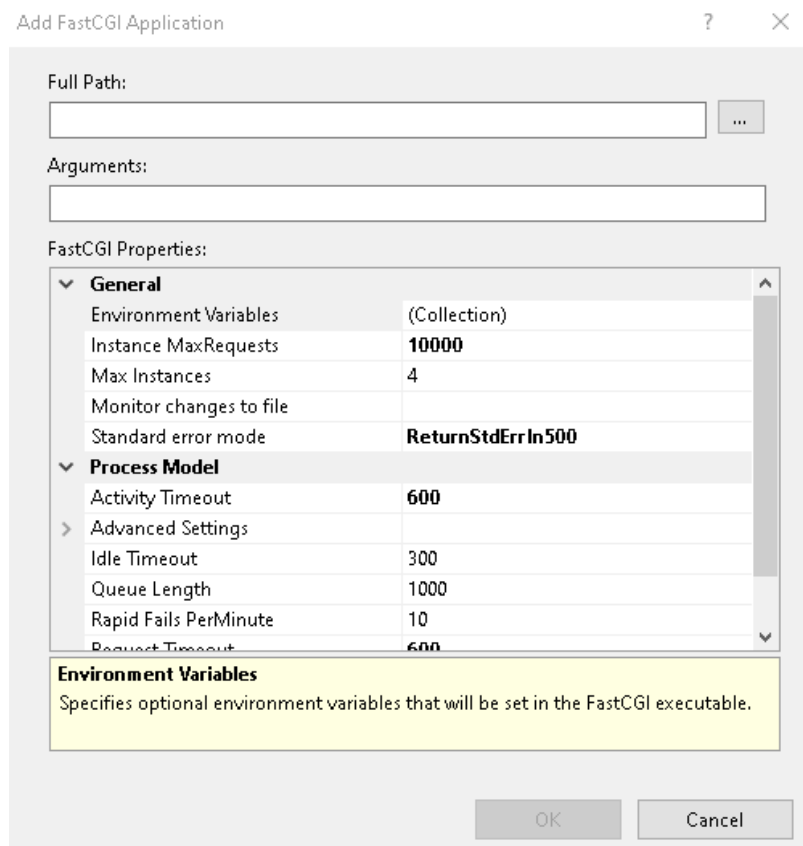 Add FastCGI Application ?
Full Path:
...
Arguments:
FastCGI Properties:
General
Environment Variables (Collection)
Instance MaxRequests 10000
Max Instances 4
Monitor changes to file
Standard error mode ReturnStdErrIn500
Process Model
Activity Timeout 600
Advanced Settings
Idle Timeout 300
Queue Length 1000
Rapid Fails PerMinute 10
Request Timeout 600
Environment Variables
Specifies optional environment variables that will be set in the FastCGI executable.
OK Cancel